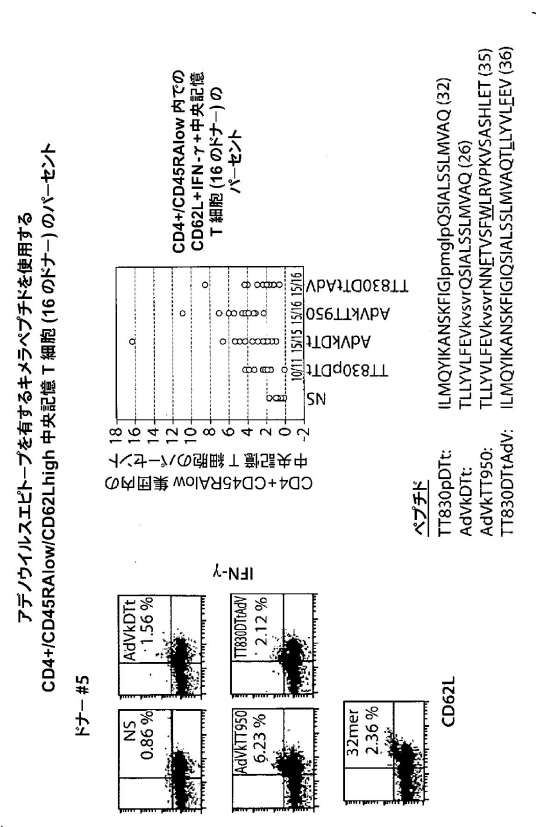 アデノウイルスエピトープを有するキメラペプチドを使用する
CD4+/CD45RAlow/CD62Lhigh 中央記憶 T 細胞 (16 のドナー) のパーセント
ドナー #5
NS
0.86 %
AdVkDTt
1.56 %
AdVkTT950
6.23 %
TT830DTtAdV
2.12 %
32mer
2.36 %
IFN-γ
CD62L
CD4+CD45RAlow 集団内の
中央記憶 T 細胞のパーセント
18
16
14
12
10
8
6
4
2
0
-2
10/11 15/15 15/16 15/16
NS
TT830pDTt
AdVkDTt
AdVkTT950
TT830DTtAdV
CD4+/CD45RAlow 内での
CD62L+IFN-γ+中央記憶
T 細胞 (16 のドナー) の
パーセント
ペプチド
TT830pDTt: ILMQYIKANSKFIGIpmglpQSIALSSLMVAQ (32)
AdVkDTt: TLLYVLFEVkvsvrQSIALSSLMVAQ (26)
AdVkTT950: TLLYVLFEVkvsvrNNETVSFWLRVPKVSASHLET (35)
TT830DTtAdV: ILMQYIKANSKFIGIQSIALSSLMVAQTLLYVLEEV (36)